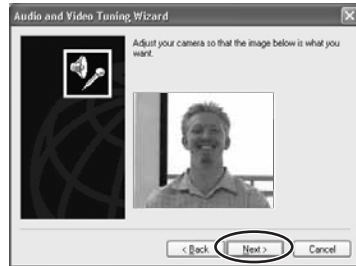 Audio and Video Tuning Wizard
Adjust your camera so that the image below is what you
want.
< Back
Next >
Cancel